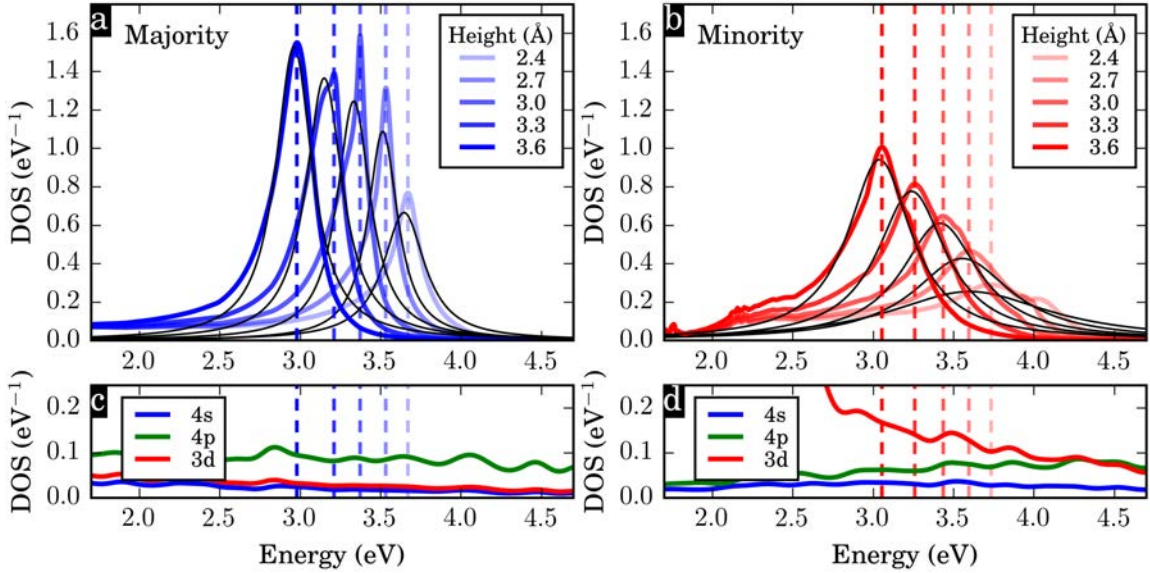 a
Majority
Height (Å)
2.4
2.7
3.0
3.3
3.6
DOS (eV⁻¹)
1.6
1.4
1.2
1.0
0.8
0.6
0.4
0.2
0.0
2.0 2.5 3.0 3.5 4.0 4.5
b
Minority
Height (Å)
2.4
2.7
3.0
3.3
3.6
DOS (eV⁻¹)
1.6
1.4
1.2
1.0
0.8
0.6
0.4
0.2
0.0
2.0 2.5 3.0 3.5 4.0 4.5
c
4s
4p
3d
DOS (eV⁻¹)
0.2
0.1
0.0
2.0 2.5 3.0 3.5 4.0 4.5
Energy (eV)
d
4s
4p
3d
DOS (eV⁻¹)
0.2
0.1
0.0
2.0 2.5 3.0 3.5 4.0 4.5
Energy (eV)